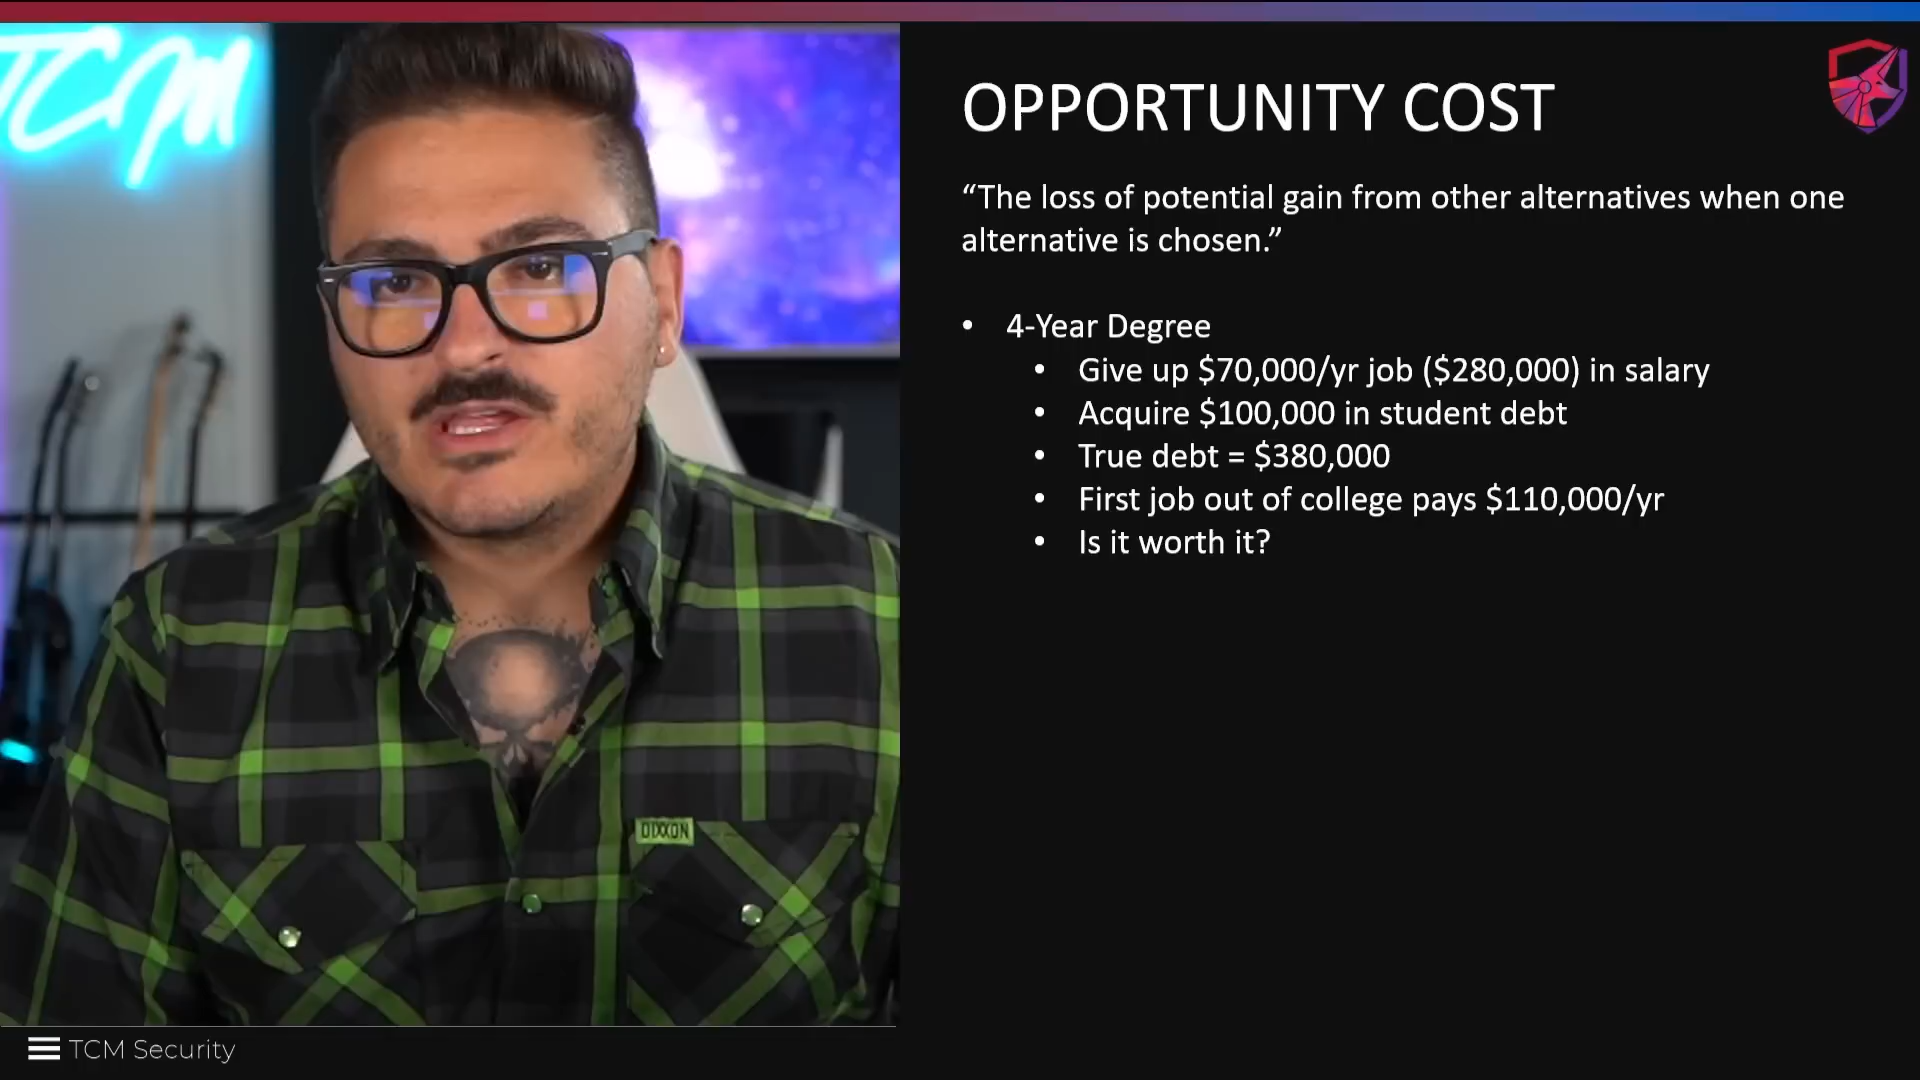 TCM
OPPORTUNITY COST
“The loss of potential gain from other alternatives when one
alternative is chosen.”
• 4-Year Degree
• Give up $70,000/yr job ($280,000) in salary
• Acquire $100,000 in student debt
• True debt = $380,000
• First job out of college pays $110,000/yr
• Is it worth it?
DIXXON
TCM Security